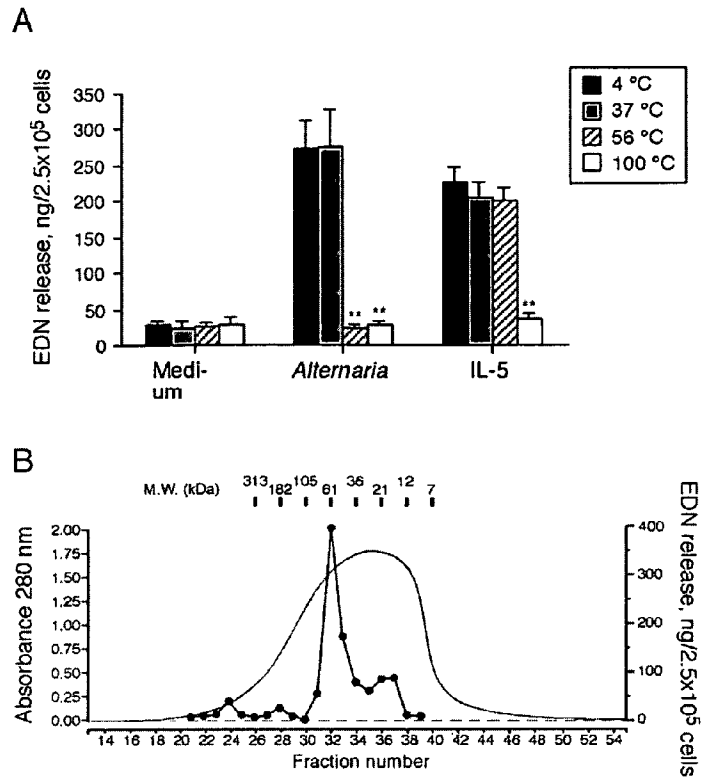 A
EDN release, ng/2.5x10⁵ cells
350
300
250
200
150
100
50
0
4 °C
37 °C
56 °C
100 °C
** **
**
Medi-
um
Alternaria
IL-5
B
M.W. (kDa)
313 182 105 61 36 21 12 7
Absorbance 280 nm
2.00
1.75
1.50
1.25
1.00
0.75
0.50
0.25
0.00
400
300
200
100
0
EDN release, ng/2.5x10⁵ cells
14 16 18 20 22 24 26 28 30 32 34 36 38 40 42 44 46 48 50 52 54
Fraction number